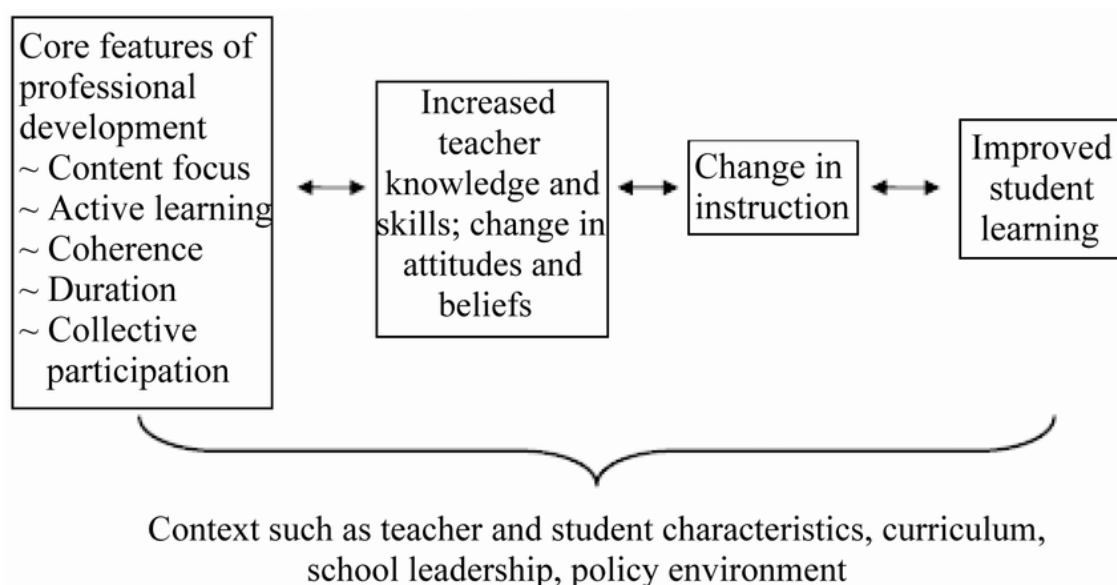 Core features of
professional
development
~ Content focus
~ Active learning
~ Coherence
~ Duration
~ Collective
participation
Increased
teacher
knowledge and
skills; change in
attitudes and
beliefs
Change in
instruction
Improved
student
learning
Context such as teacher and student characteristics, curriculum,
school leadership, policy environment